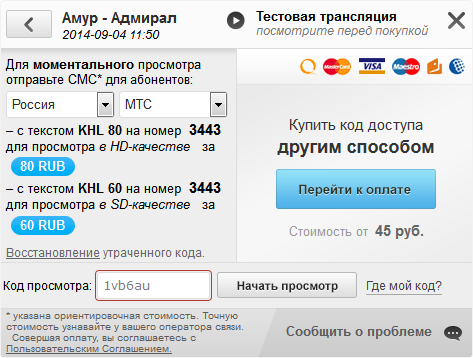 Амур - Адмирал
2014-09-04 11:50
Тестовая трансляция
посмотрите перед покупкой
Для моментального просмотра
отправьте СМС* для абонентов:
Россия
МТС
– с текстом KHL 80 на номер 3443
для просмотра в HD-качестве за
80 RUB
– с текстом KHL 60 на номер 3443
для просмотра в SD-качестве за
60 RUB
Восстановление утраченого кода.
MasterCard VISA Maestro
Купить код доступа
другим способом
Перейти к оплате
Стоимость от 45 руб.
Код просмотра: 1vb6au Начать просмотр Где мой код?
* указана ориентировочная стоимость. Точную
стоимость узнавайте у вашего оператора связи.
Совершая оплату, вы соглашаетесь с
Пользовательским Соглашением.
Сообщить о проблеме